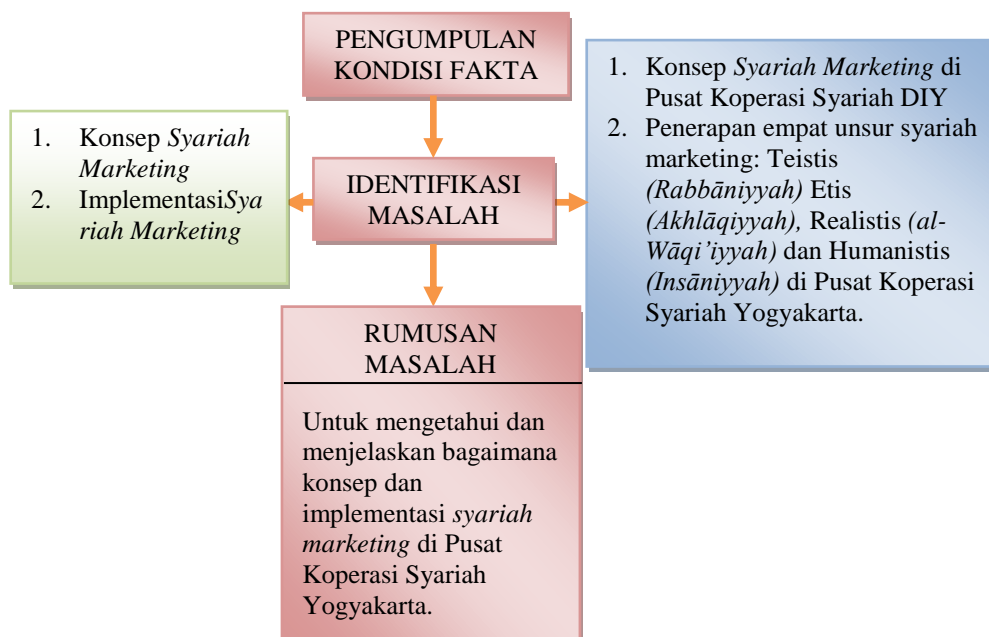 PENGUMPULAN
KONDISI FAKTA
1. Konsep Syariah
Marketing
2. ImplementasiSya
riah Marketing
IDENTIFIKASI
MASALAH
1. Konsep Syariah Marketing di
Pusat Koperasi Syariah DIY
2. Penerapan empat unsur syariah
marketing: Teistis
(Rabbāniyyah) Etis
(Akhlāqiyyah), Realistis (al-
Wāqi’iyyah) dan Humanistis
(Insāniyyah) di Pusat Koperasi
Syariah Yogyakarta.
RUMUSAN
MASALAH
Untuk mengetahui dan
menjelaskan bagaimana
konsep dan
implementasi syariah
marketing di Pusat
Koperasi Syariah
Yogyakarta.